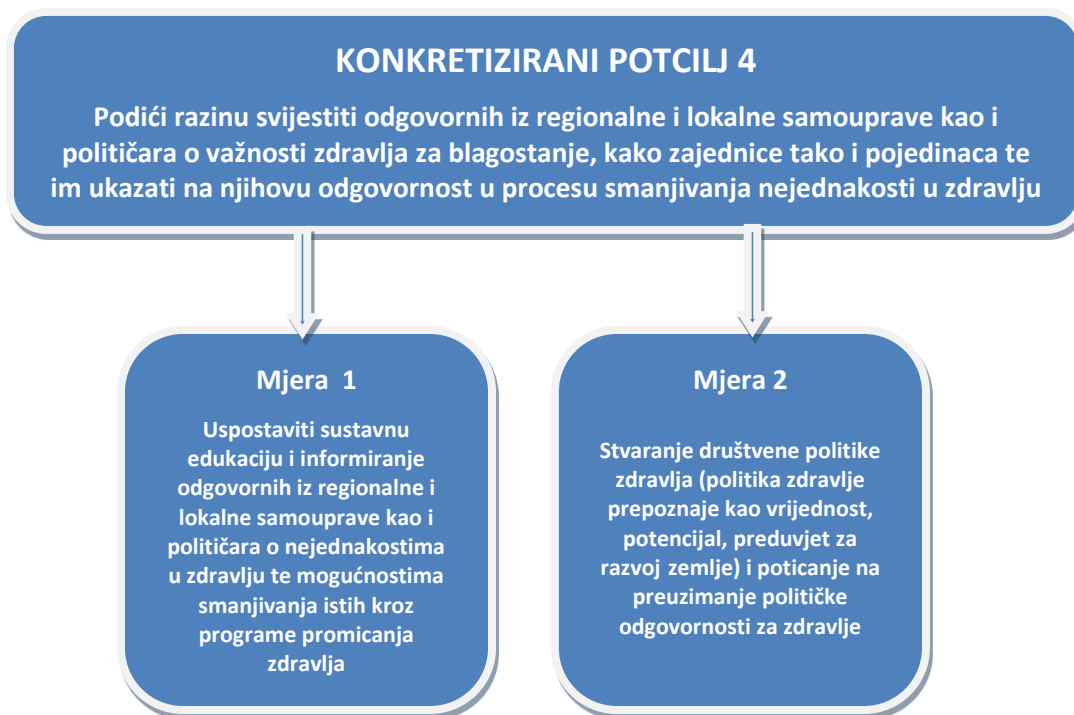 KONKRETIZIRANI POTCILJ 4
Podići razinu svijestiti odgovornih iz regionalne i lokalne samouprave kao i
političara o važnosti zdravlja za blagostanje, kako zajednice tako i pojedinaca te
im ukazati na njihovu odgovornost u procesu smanjivanja nejednakosti u zdravlju
Mjera 1
Uspostaviti sustavnu
edukaciju i informiranje
odgovornih iz regionalne i
lokalne samouprave kao i
političara o nejednakostima
u zdravlju te mogućnostima
smanjivanja istih kroz
programe promicanja
zdravlja
Mjera 2
Stvaranje društvene politike
zdravlja (politika zdravlje
prepoznaje kao vrijednost,
potencijal, preduvjet za
razvoj zemlje) i poticanje na
preuzimanje političke
odgovornosti za zdravlje